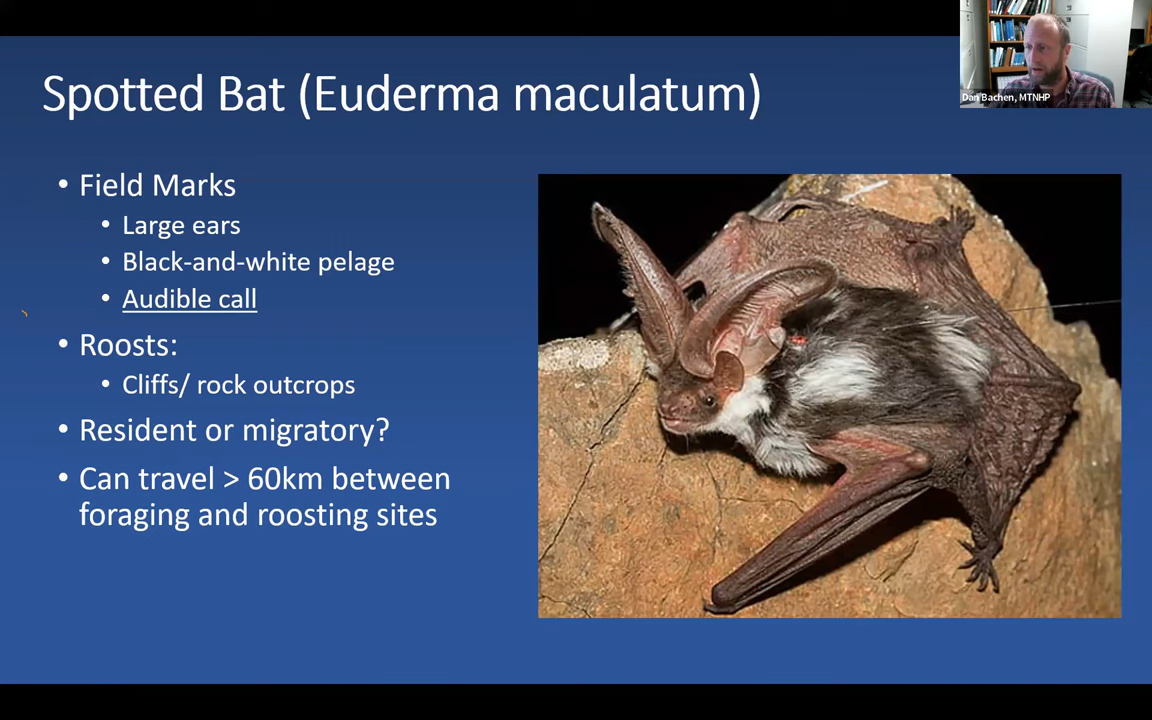 Spotted Bat (Euderma maculatum)
Dan Bachen, MTNHP
• Field Marks
• Large ears
• Black-and-white pelage
• Audible call
• Roosts:
• Cliffs/ rock outcrops
• Resident or migratory?
• Can travel > 60km between
foraging and roosting sites